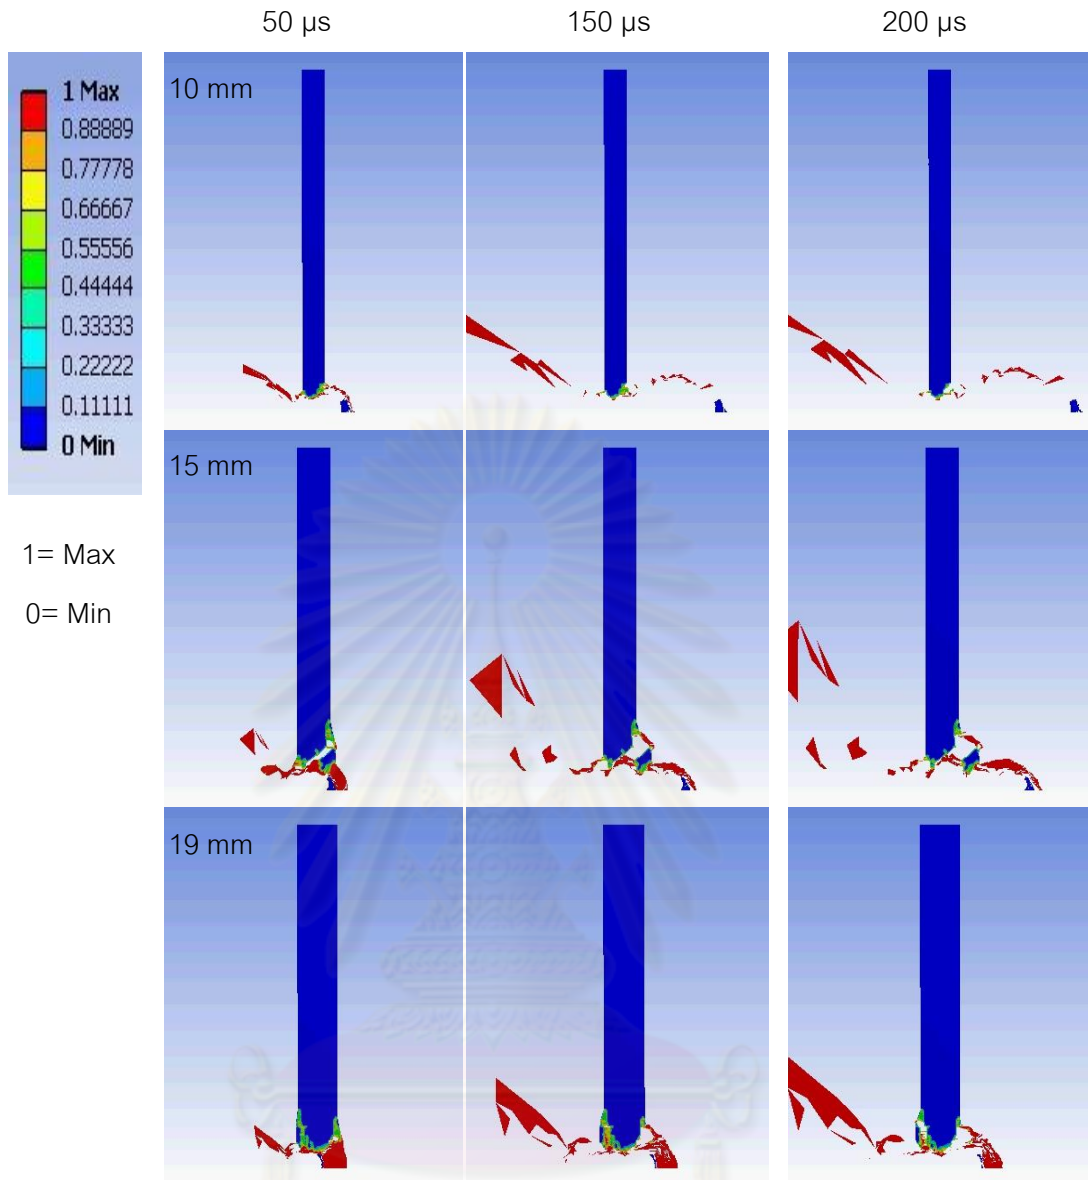 50 µs
150 µs
200 µs
1 Max
0.88889
0.77778
0.66667
0.55556
0.44444
0.33333
0.22222
0.11111
0 Min
1= Max
0= Min
10 mm
15 mm
19 mm